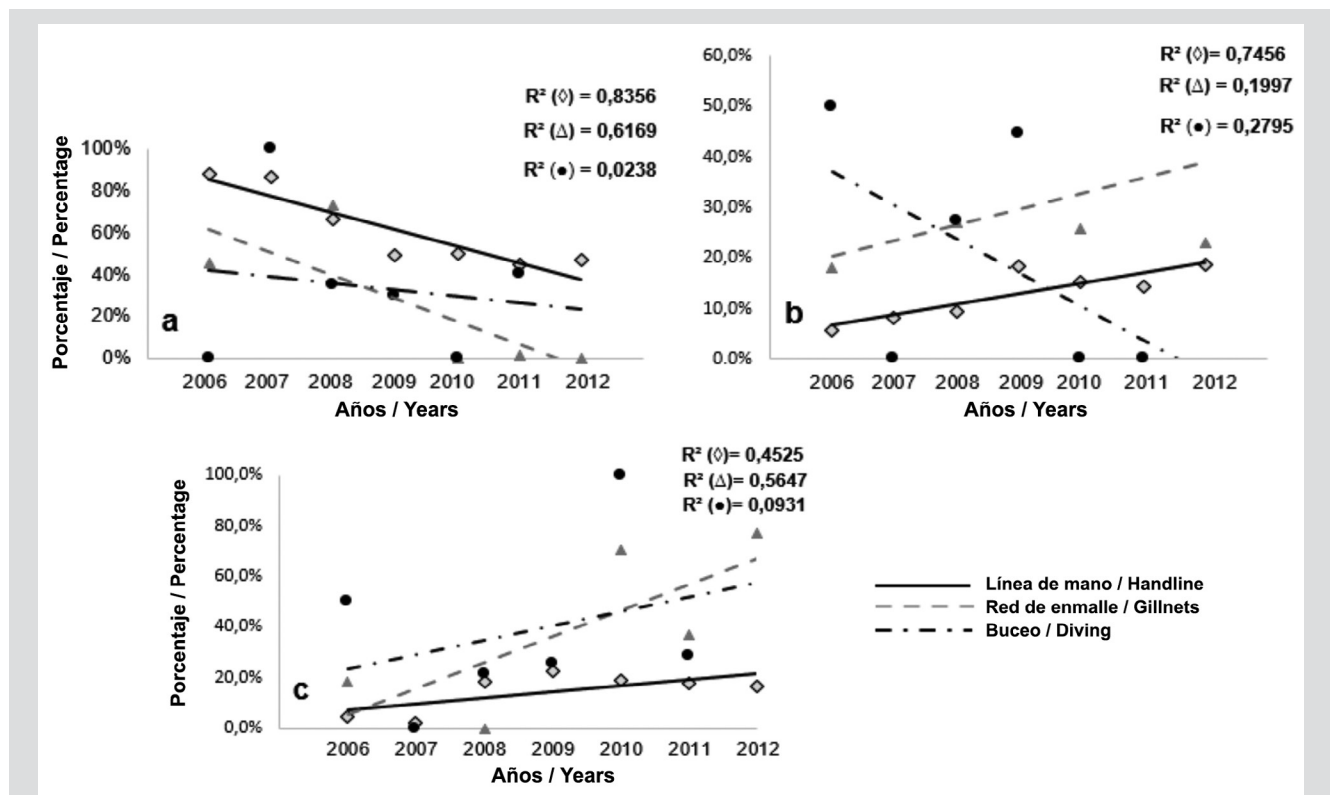 R² (◊) = 0,8356
R² (Δ) = 0,6169
R² (●) = 0,0238
Porcentaje / Percentage
100%
80%
60%
40%
20%
0%
a
2006 2007 2008 2009 2010 2011 2012
Años / Years
R² (◊)= 0,7456
R² (Δ) = 0,1997
R² (●) = 0,2795
60,0%
50,0%
40,0%
30,0%
20,0%
10,0%
0.0%
b
2006 2007 2008 2009 2010 2011 2012
Años / Years
R² (◊)= 0,4525
R² (Δ)= 0,5647
R² (●)= 0,0931
Porcentaje / Percentage
100,0%
80,0%
60,0%
40,0%
20,0%
0,0%
c
2006 2007 2008 2009 2010 2011 2012
Años / Years
Línea de mano / Handline
Red de enmalle / Gillnets
Buceo / Diving